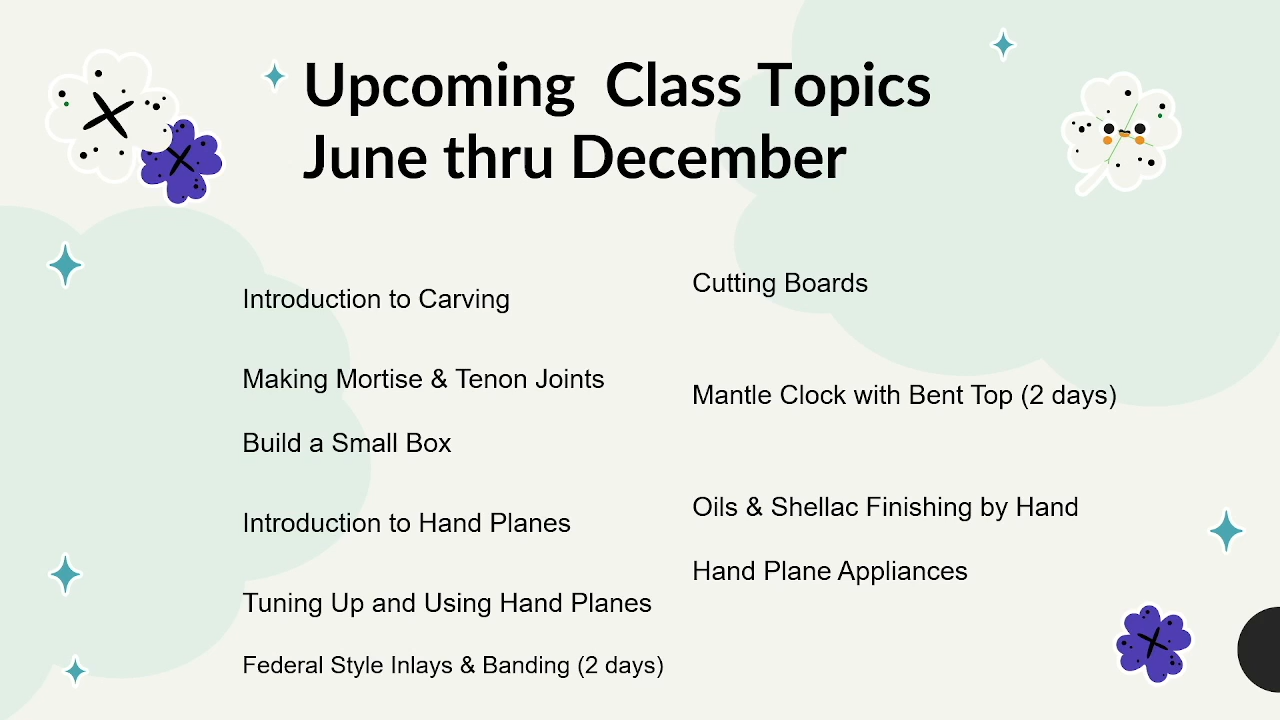 Upcoming  Class Topics
June thru December
Introduction to Carving
Making Mortise & Tenon Joints
Build a Small Box
Introduction to Hand Planes
Tuning Up and Using Hand Planes
Federal Style Inlays & Banding (2 days)
Cutting Boards
Mantle Clock with Bent Top (2 days)
Oils & Shellac Finishing by Hand
Hand Plane Appliances